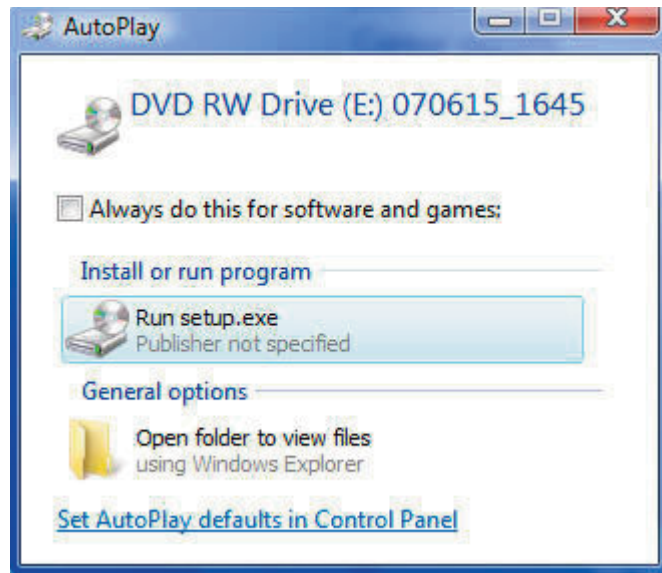 AutoPlay
DVD RW Drive (E:) 070615_1645
Always do this for software and games:
Install or run program
Run setup.exe
Publisher not specified
General options
Open folder to view files
using Windows Explorer
Set AutoPlay defaults in Control Panel